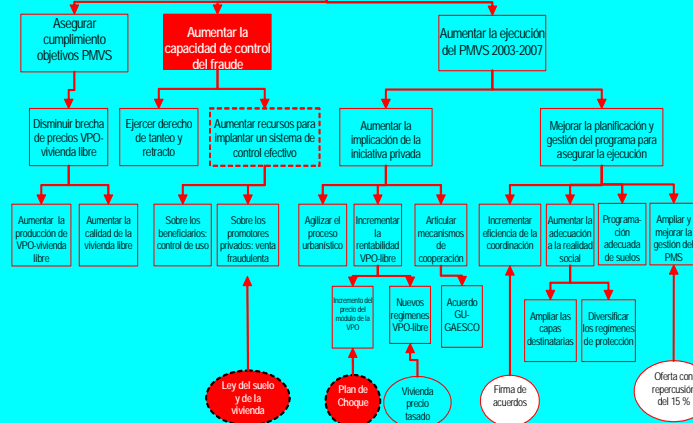 Asegurar
cumplimiento
objetivos PMVS
Aumentar la
capacidad de control
del fraude
Aumentar la ejecución
del PMVS 2003-2007
Disminuir brecha
de precios VPO-
vivienda libre
Ejercer derecho
de tanteo y
retracto
Aumentar recursos para
implantar un sistema de
control efectivo
Aumentar la
implicación de la
iniciativa privada
Mejorar la planificación y
gestión del programa para
asegurar la ejecución
Aumentar la
producción de
VPO-vivienda
libre
Aumentar la
calidad de la
vivienda libre
Sobre los
beneficiarios:
control de uso
Sobre los
promotores
privados: venta
fraudulenta
Agilizar el
proceso
urbanístico
Incrementar
la
rentabilidad
VPO-libre
Articular
mecanismos
de
cooperación
Incrementar
eficiencia de la
coordinación
Aumentar la
adecuación
a la realidad
social
Programa-
ción
adecuada
de suelos
Ampliar y
mejorar la
gestión del
PMS
Incremento del
precio del
módulo de la
VPO
Nuevos
regimenes
VPO-libre
Acuerdo
GU-
GAESCO
Ampliar las
capas
destinatarias
Diversificar
los regímenes
de protección
Ley del suelo
y de la
vivienda
Plan de
Choque
Vivienda
precio
tasado
Firma de
acuerdos
Oferta con
repercusión
del 15 %